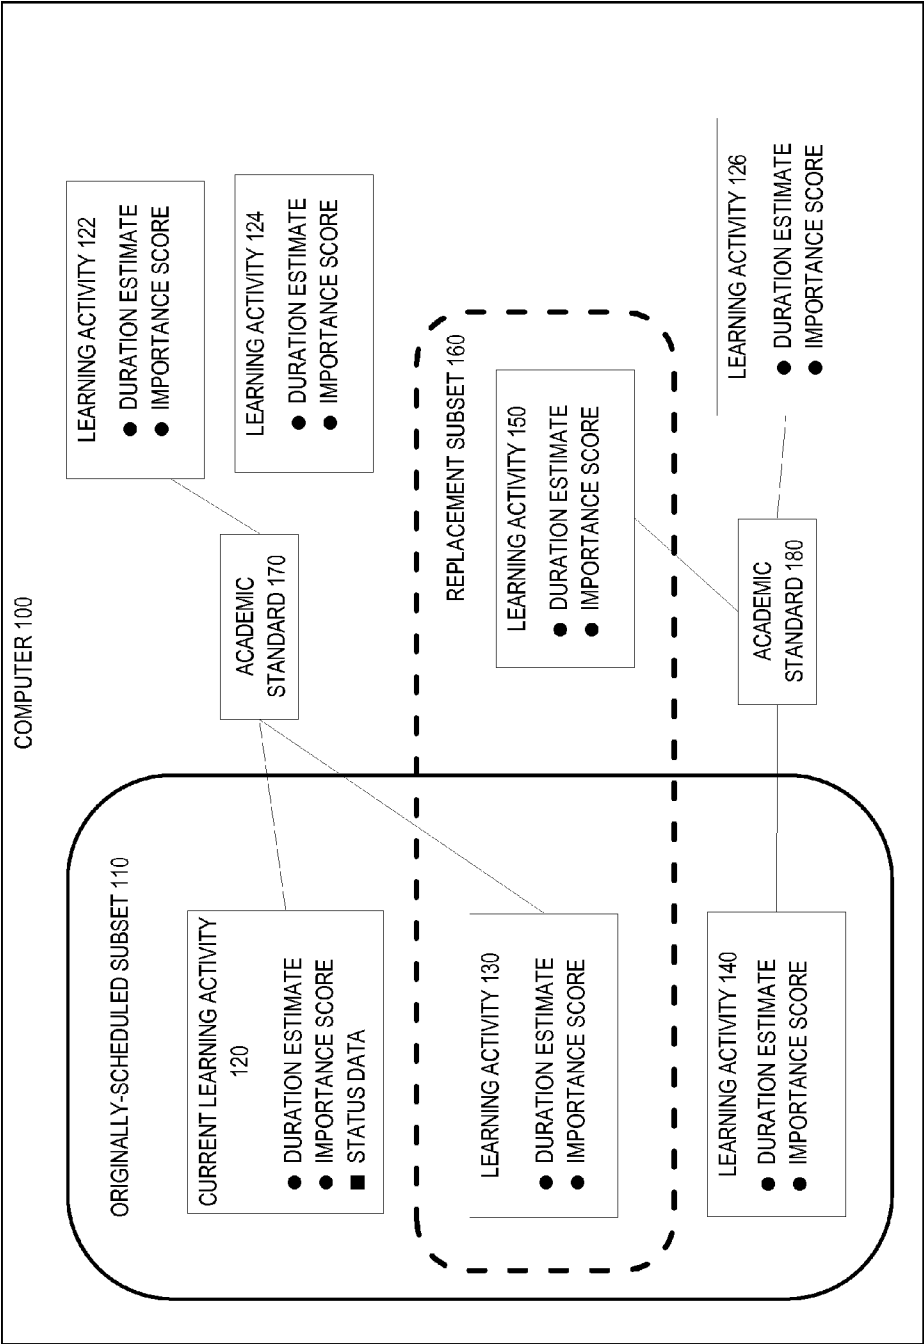 COMPUTER 100
ORIGINALLY-SCHEDULED SUBSET 110
CURRENT LEARNING ACTIVITY
120
● DURATION ESTIMATE
● IMPORTANCE SCORE
■ STATUS DATA
LEARNING ACTIVITY 130
● DURATION ESTIMATE
● IMPORTANCE SCORE
LEARNING ACTIVITY 140
● DURATION ESTIMATE
● IMPORTANCE SCORE
ACADEMIC
STANDARD 170
LEARNING ACTIVITY 122
● DURATION ESTIMATE
● IMPORTANCE SCORE
LEARNING ACTIVITY 124
● DURATION ESTIMATE
● IMPORTANCE SCORE
REPLACEMENT SUBSET 160
LEARNING ACTIVITY 150
● DURATION ESTIMATE
● IMPORTANCE SCORE
ACADEMIC
STANDARD 180
LEARNING ACTIVITY 126
● DURATION ESTIMATE
● IMPORTANCE SCORE